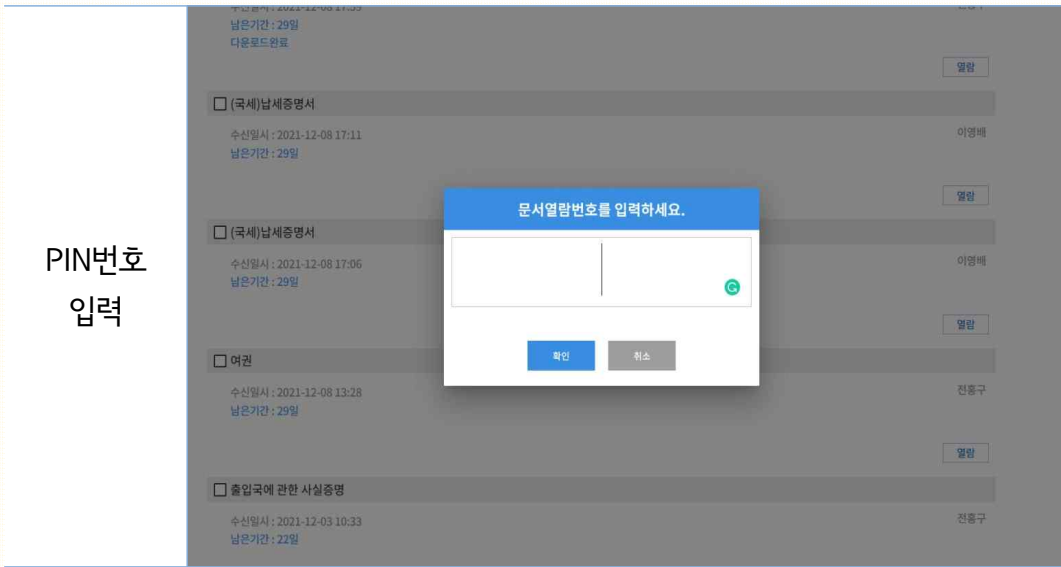 PIN번호
입력
남은기간 : 29일
다운로드완료
열람
(국세)납세증명서
수신일시 : 2021-12-08 17:11
이영배
남은기간 : 29일
열람
문서열람번호를 입력하세요.
(국세)납세증명서
수신일시 : 2021-12-08 17:06
이영배
남은기간 : 29일
열람
확인
취소
여권
수신일시 : 2021-12-08 13:28
전홍구
남은기간 : 29일
열람
출입국에 관한 사실증명
수신일시 : 2021-12-03 10:33
전홍구
남은기간 : 22일